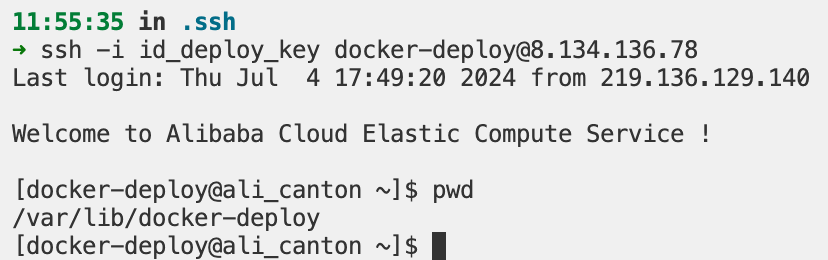 11:55:35 in .ssh
➜ ssh -i id_deploy_key docker-deploy@8.134.136.78
Last login: Thu Jul  4 17:49:20 2024 from 219.136.129.140
Welcome to Alibaba Cloud Elastic Compute Service !
[docker-deploy@ali_canton ~]$ pwd
/var/lib/docker-deploy
[docker-deploy@ali_canton ~]$